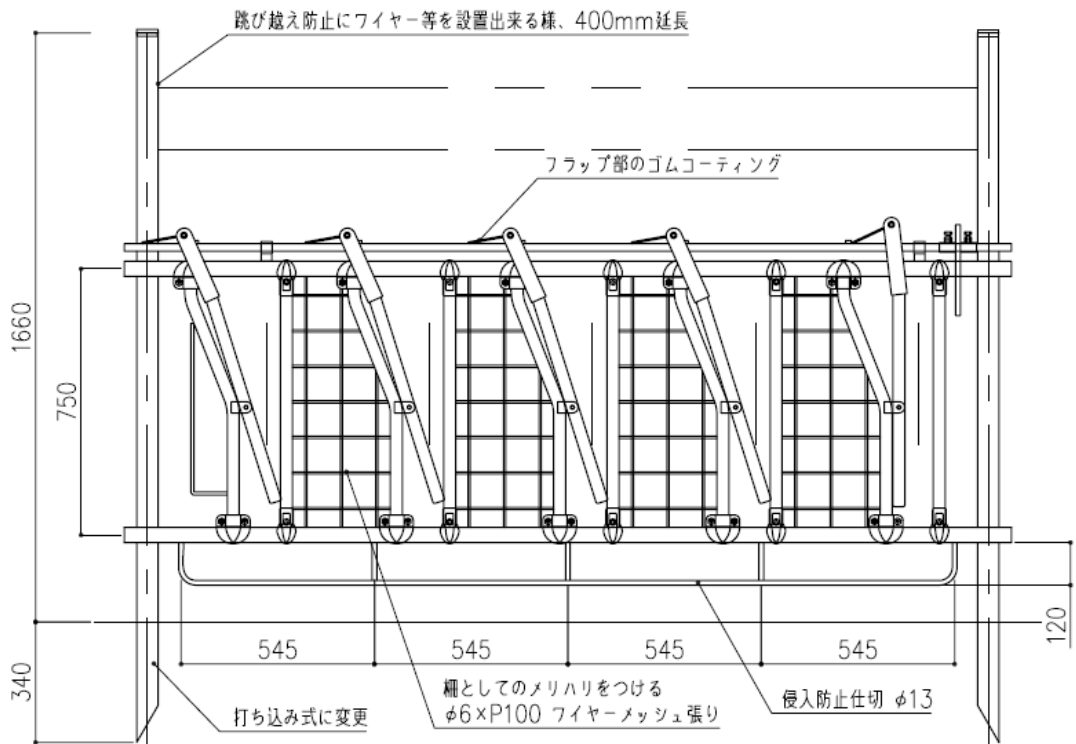 跳び越え防止にワイヤー等を設置出来る様、400mm延長
フラップ部のゴムコーティング
1660
750
340
120
545
545
545
545
打ち込み式に変更
柵としてのメリハリをつける
φ6×P100 ワイヤーメッシュ張り
侵入防止仕切 φ13